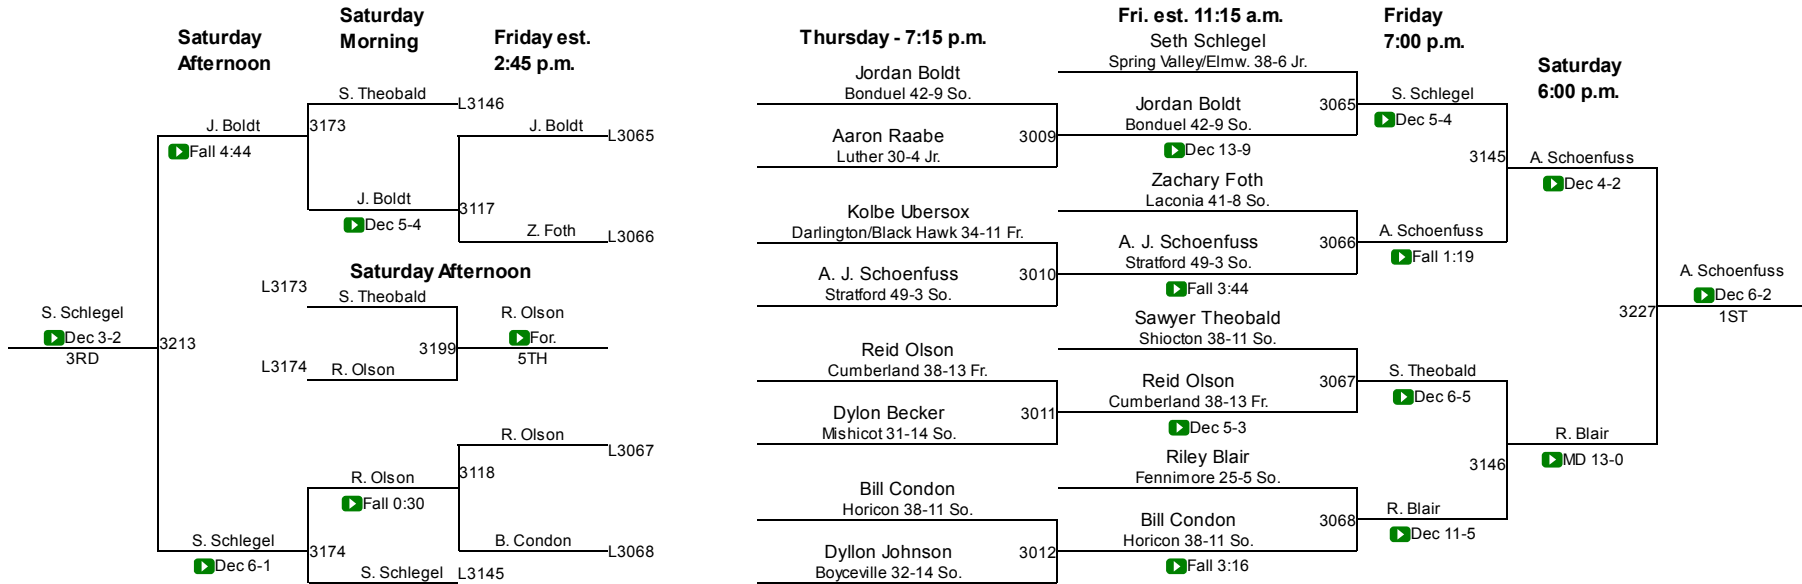 Saturday
Afternoon
Saturday
Morning
Friday est.
2:45 p.m.
S. Theobald
L3146
3173
J. Boldt
Fall 4:44
J. Boldt
L3065
J. Boldt
Dec 5-4
3117
Z. Foth
L3066
Saturday Afternoon
L3173
S. Theobald
R. Olson
For.
5TH
3199
L3174
R. Olson
S. Schlegel
Dec 3-2
3RD
3213
R. Olson
L3067
3118
R. Olson
Fall 0:30
B. Condon
L3068
S. Schlegel
Dec 6-1
3174
S. Schlegel
L3145
Thursday - 7:15 p.m.
Jordan Boldt
Bonduel 42-9 So.
Aaron Raabe
Luther 30-4 Jr.
3009
Kolbe Ubersox
Darlington/Black Hawk 34-11 Fr.
A. J. Schoenfuss
Stratford 49-3 So.
3010
Reid Olson
Cumberland 38-13 Fr.
Dylon Becker
Mishicot 31-14 So.
3011
Bill Condon
Horicon 38-11 So.
Dyllon Johnson
Boyceville 32-14 So.
3012
Fri. est. 11:15 a.m.
Seth Schlegel
Spring Valley/Elmw. 38-6 Jr.
Jordan Boldt
Bonduel 42-9 So.
Dec 13-9
3065
Zachary Foth
Laconia 41-8 So.
A. J. Schoenfuss
Stratford 49-3 So.
Fall 3:44
3066
Sawyer Theobald
Shiocton 38-11 So.
Reid Olson
Cumberland 38-13 Fr.
Dec 5-3
3067
Riley Blair
Fennimore 25-5 So.
Bill Condon
Horicon 38-11 So.
Fall 3:16
3068
Friday
7:00 p.m.
S. Schlegel
Dec 5-4
3145
A. Schoenfuss
Fall 1:19
S. Theobald
Dec 6-5
3146
R. Blair
Dec 11-5
Saturday
6:00 p.m.
A. Schoenfuss
Dec 4-2
3227
R. Blair
MD 13-0
A. Schoenfuss
Dec 6-2
1ST